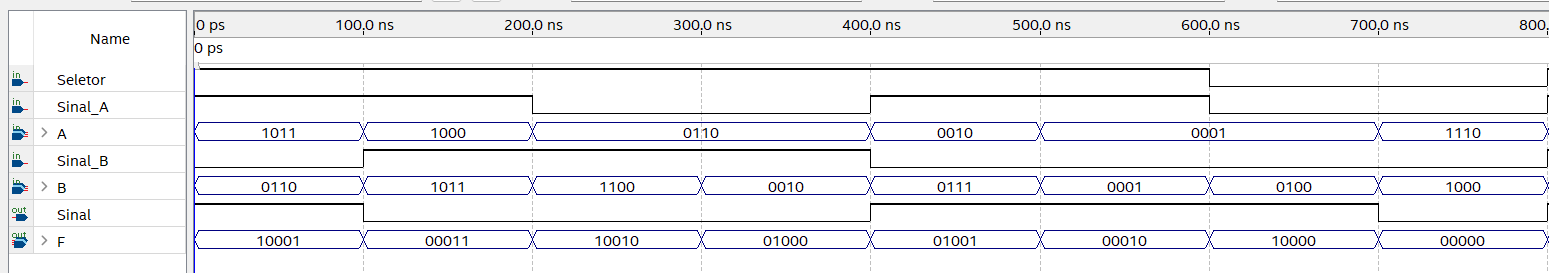 Name 0 ps 100.0 ns 200.0 ns 300.0 ns 400.0 ns 500.0 ns 600.0 ns 700.0 ns 800.
0 ps
in Seletor
in Sinal_A
in > A 1011 1000 0110 0010 0001 1110
in Sinal_B
in > B 0110 1011 1100 0010 0111 0001 0100 1000
out Sinal
out > F 10001 00011 10010 01000 01001 00010 10000 00000